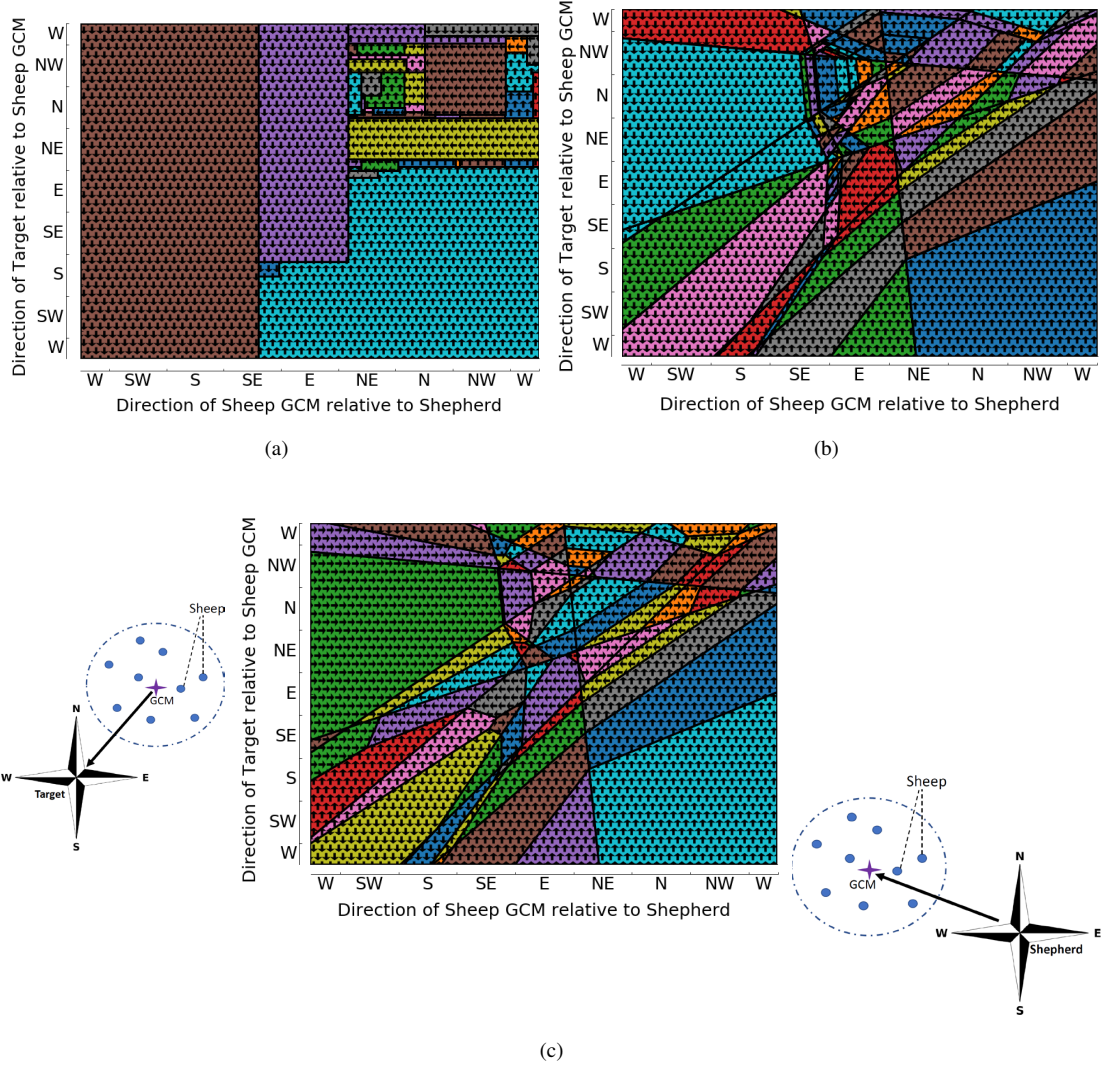 Direction of Target relative to Sheep GCM
W
NW
N
NE
E
SE
S
SW
W
W SW S SE E NE N NW W
Direction of Sheep GCM relative to Shepherd
(a)
Direction of Target relative to Sheep GCM
W
NW
N
NE
E
SE
S
SW
W
W SW S SE E NE N NW W
Direction of Sheep GCM relative to Shepherd
(b)
Sheep
GCM
N
W E
Target
S
Direction of Target relative to Sheep GCM
W
NW
N
NE
E
SE
S
SW
W
W SW S SE E NE N NW W
Direction of Sheep GCM relative to Shepherd
Sheep
GCM
N
W E
Shepherd
S
(c)